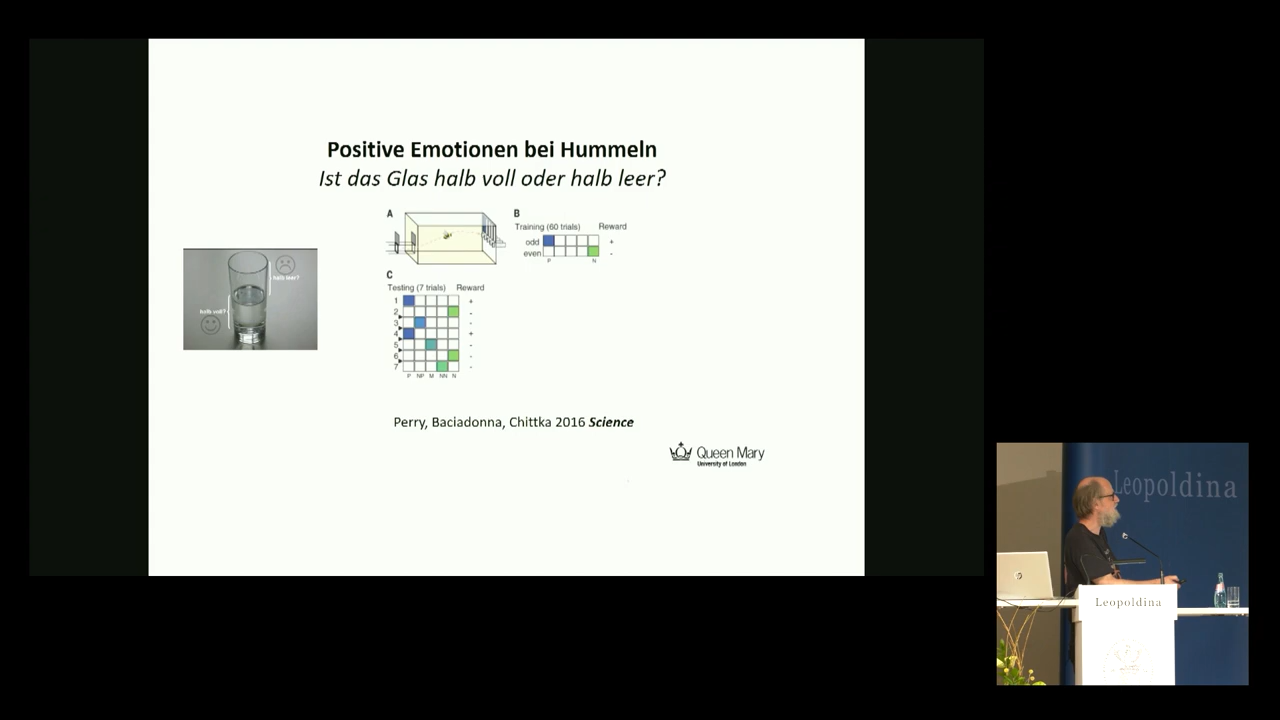 Positive Emotionen bei Hummeln
Ist das Glas halb voll oder halb leer?
A
B
Training (60 trials) Reward
odd +
even -
P N
C
Testing (7 trials) Reward
1 +
2 -
3 -
4 +
5 -
6 -
7 -
P NP M NN N
halb leer?
halb voll?
Perry, Baciadonna, Chittka 2016 Science
Queen Mary
University of London
Leopoldina
Leopoldina